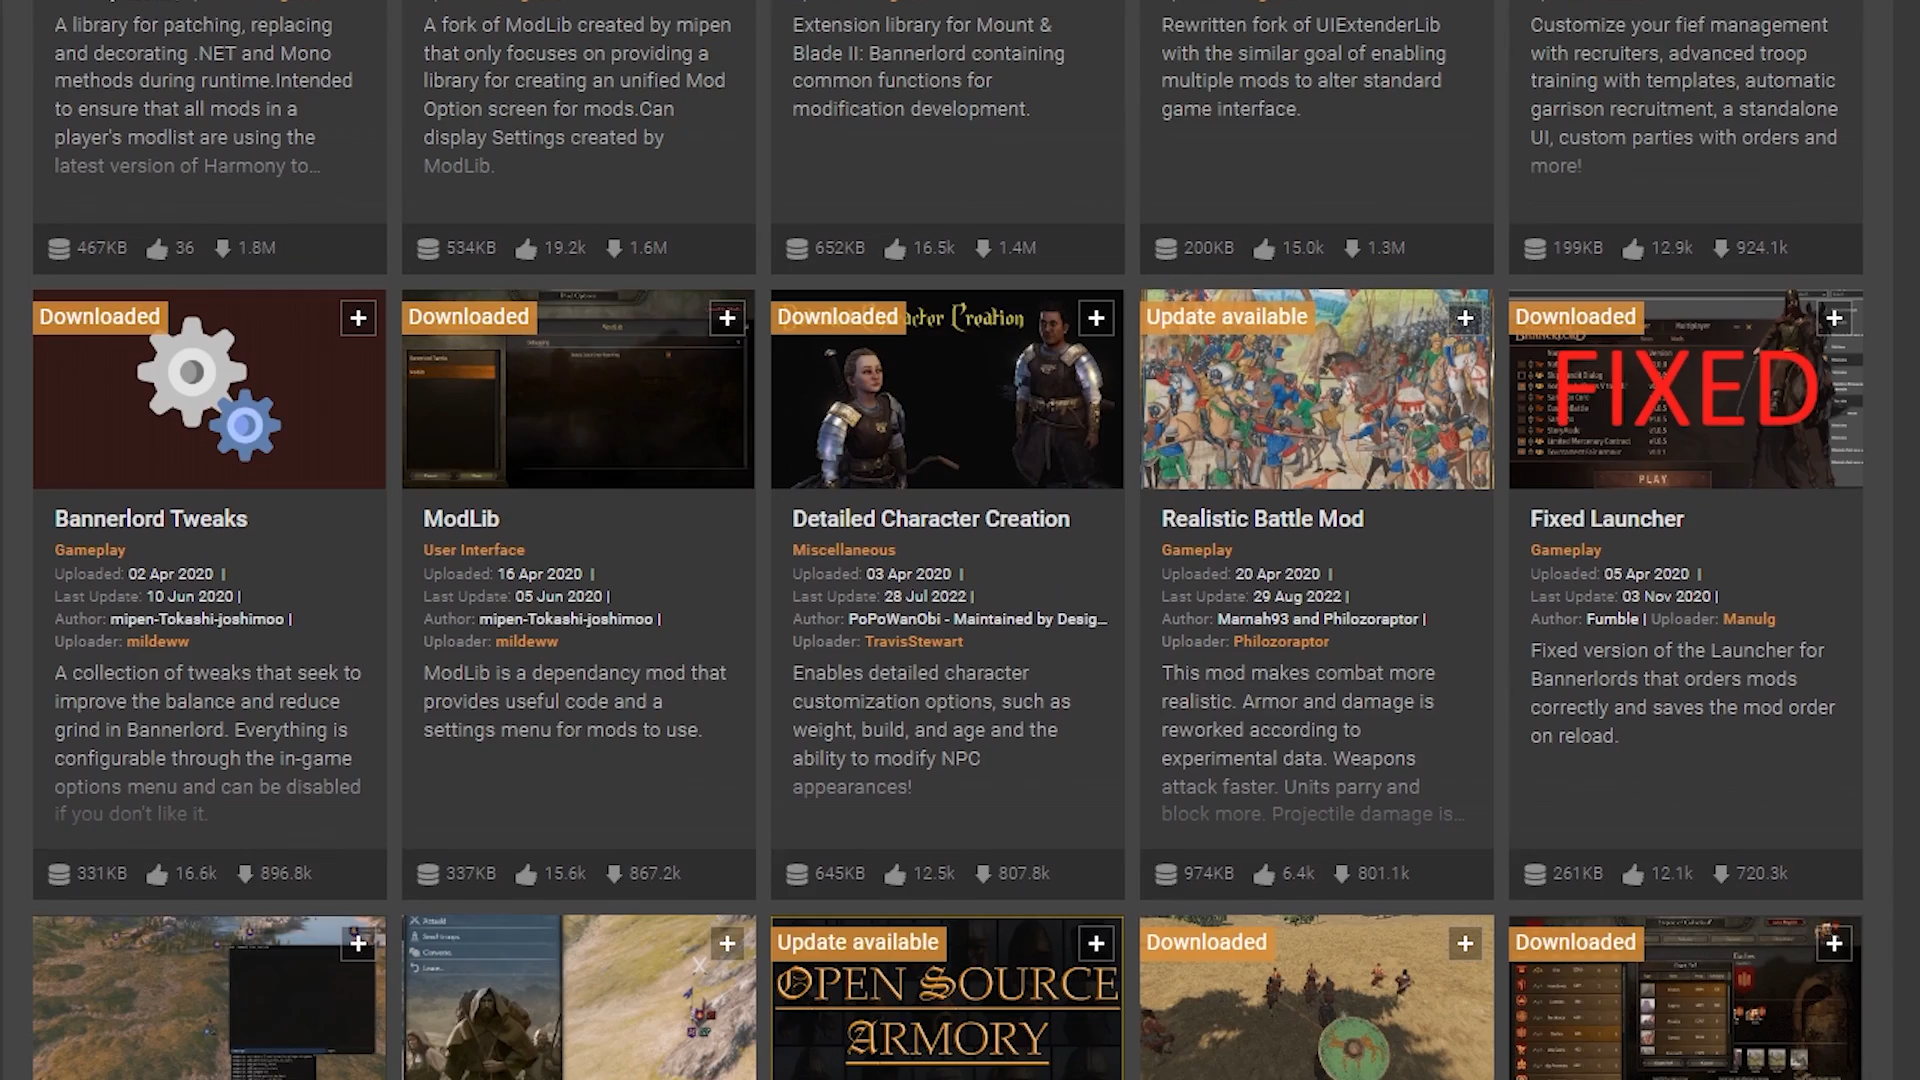 A library for patching, replacing
and decorating .NET and Mono
methods during runtime.Intended
to ensure that all mods in a
player's modlist are using the
latest version of Harmony to...
467KB 36 1.8M
A fork of ModLib created by mipen
that only focuses on providing a
library for creating an unified Mod
Option screen for mods.Can
display Settings created by
ModLib.
534KB 19.2k 1.6M
Extension library for Mount &
Blade II: Bannerlord containing
common functions for
modification development.
652KB 16.5k 1.4M
Rewritten fork of UIExtenderLib
with the similar goal of enabling
multiple mods to alter standard
game interface.
200KB 15.0k 1.3M
Customize your fief management
with recruiters, advanced troop
training with templates, automatic
garrison recruitment, a standalone
UI, custom parties with orders and
more!
199KB 12.9k 924.1k
Downloaded
Bannerlord Tweaks
Gameplay
Uploaded: 02 Apr 2020 |
Last Update: 10 Jun 2020 |
Author: mipen-Tokashi-joshimoo |
Uploader: mildeww
A collection of tweaks that seek to
improve the balance and reduce
grind in Bannerlord. Everything is
configurable through the in-game
options menu and can be disabled
if you don't like it.
331KB 16.6k 896.8k
Downloaded
ModLib
User Interface
Uploaded: 16 Apr 2020 |
Last Update: 05 Jun 2020 |
Author: mipen-Tokashi-joshimoo |
Uploader: mildeww
ModLib is a dependancy mod that
provides useful code and a
settings menu for mods to use.
337KB 15.6k 867.2k
Downloaded
Creation
Detailed Character Creation
Miscellaneous
Uploaded: 03 Apr 2020 |
Last Update: 28 Jul 2022 |
Author: PoPoWanObi - Maintained by Desig...
Uploader: TravisStewart
Enables detailed character
customization options, such as
weight, build, and age and the
ability to modify NPC
appearances!
645KB 12.5k 807.8k
Update available
Realistic Battle Mod
Gameplay
Uploaded: 20 Apr 2020 |
Last Update: 29 Aug 2022 |
Author: Marnah93 and Philozoraptor |
Uploader: Philozoraptor
This mod makes combat more
realistic. Armor and damage is
reworked according to
experimental data. Weapons
attack faster. Units parry and
block more. Projectile damage is...
974KB 6.4k 801.1k
Downloaded
FIXED
PLAY
Fixed Launcher
Gameplay
Uploaded: 05 Apr 2020 |
Last Update: 03 Nov 2020 |
Author: Fumble | Uploader: Manulg
Fixed version of the Launcher for
Bannerlords that orders mods
correctly and saves the mod order
on reload.
261KB 12.1k 720.3k
Update available
OPEN SOURCE
ARMORY
Downloaded
Downloaded